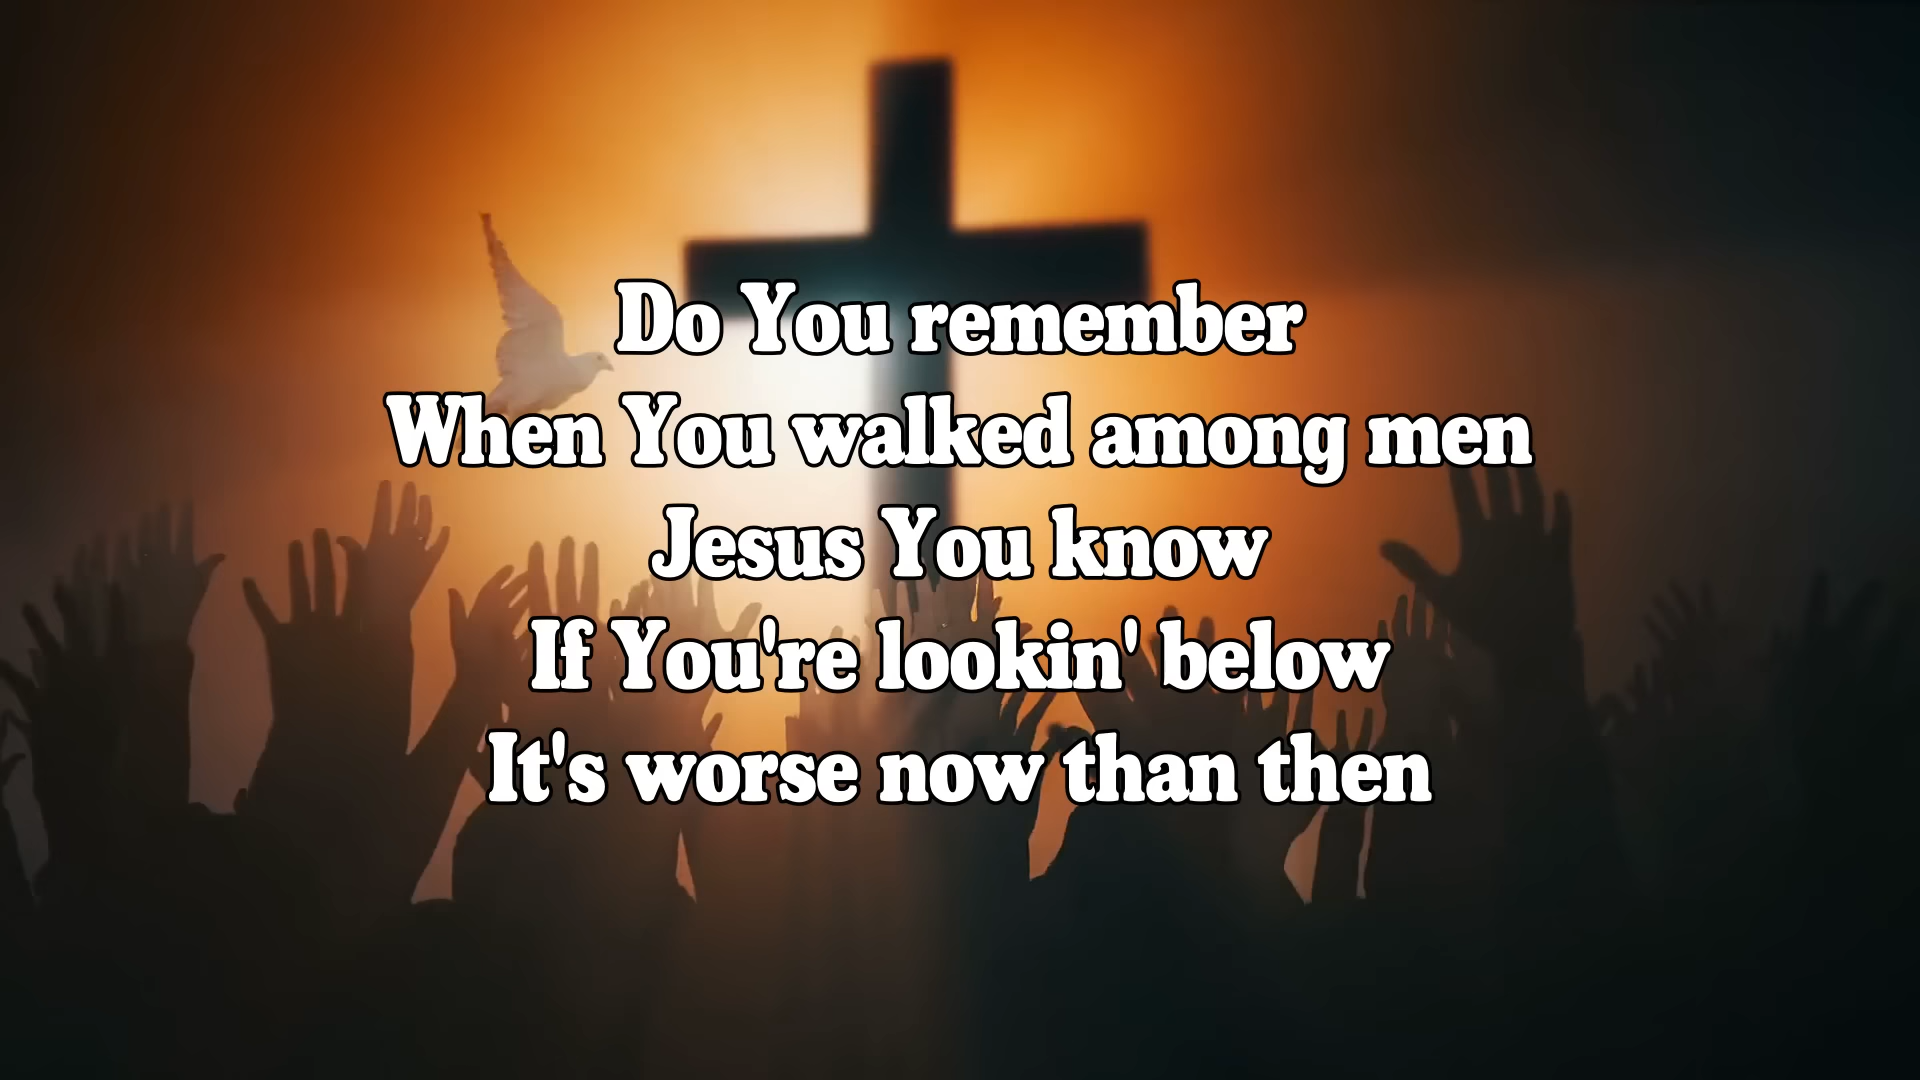 Do You remember
When You walked among men
Jesus You know
If You're lookin' below
It's worse now than then